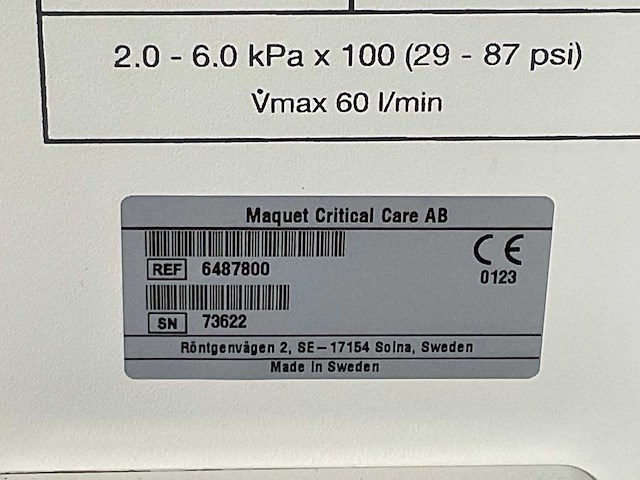 2.0 - 6.0 kPa x 100 (29 - 87 psi)
V̇max 60 l/min
Maquet Critical Care AB
CE
REF 6487800
0123
SN 73622
Röntgenvägen 2, SE-17154 Solna, Sweden
Made in Sweden